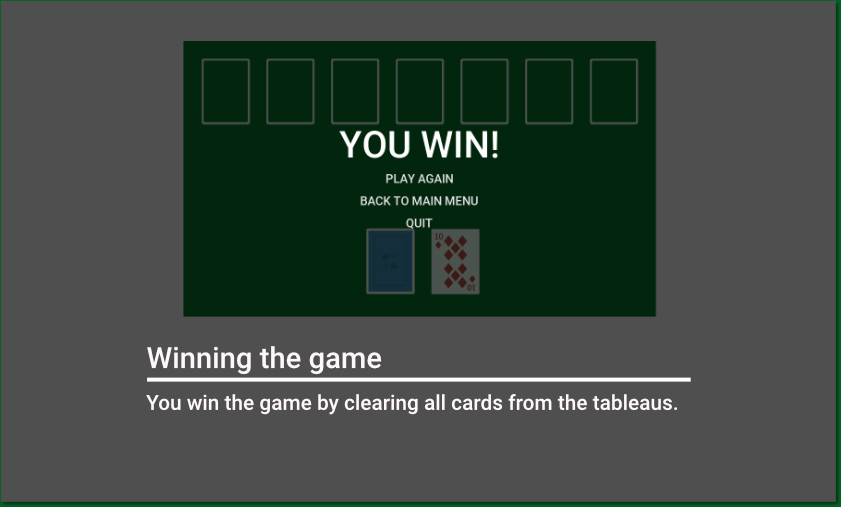 YOU WIN!
PLAY AGAIN
BACK TO MAIN MENU
QUIT
10
10
Winning the game
You win the game by clearing all cards from the tableaus.